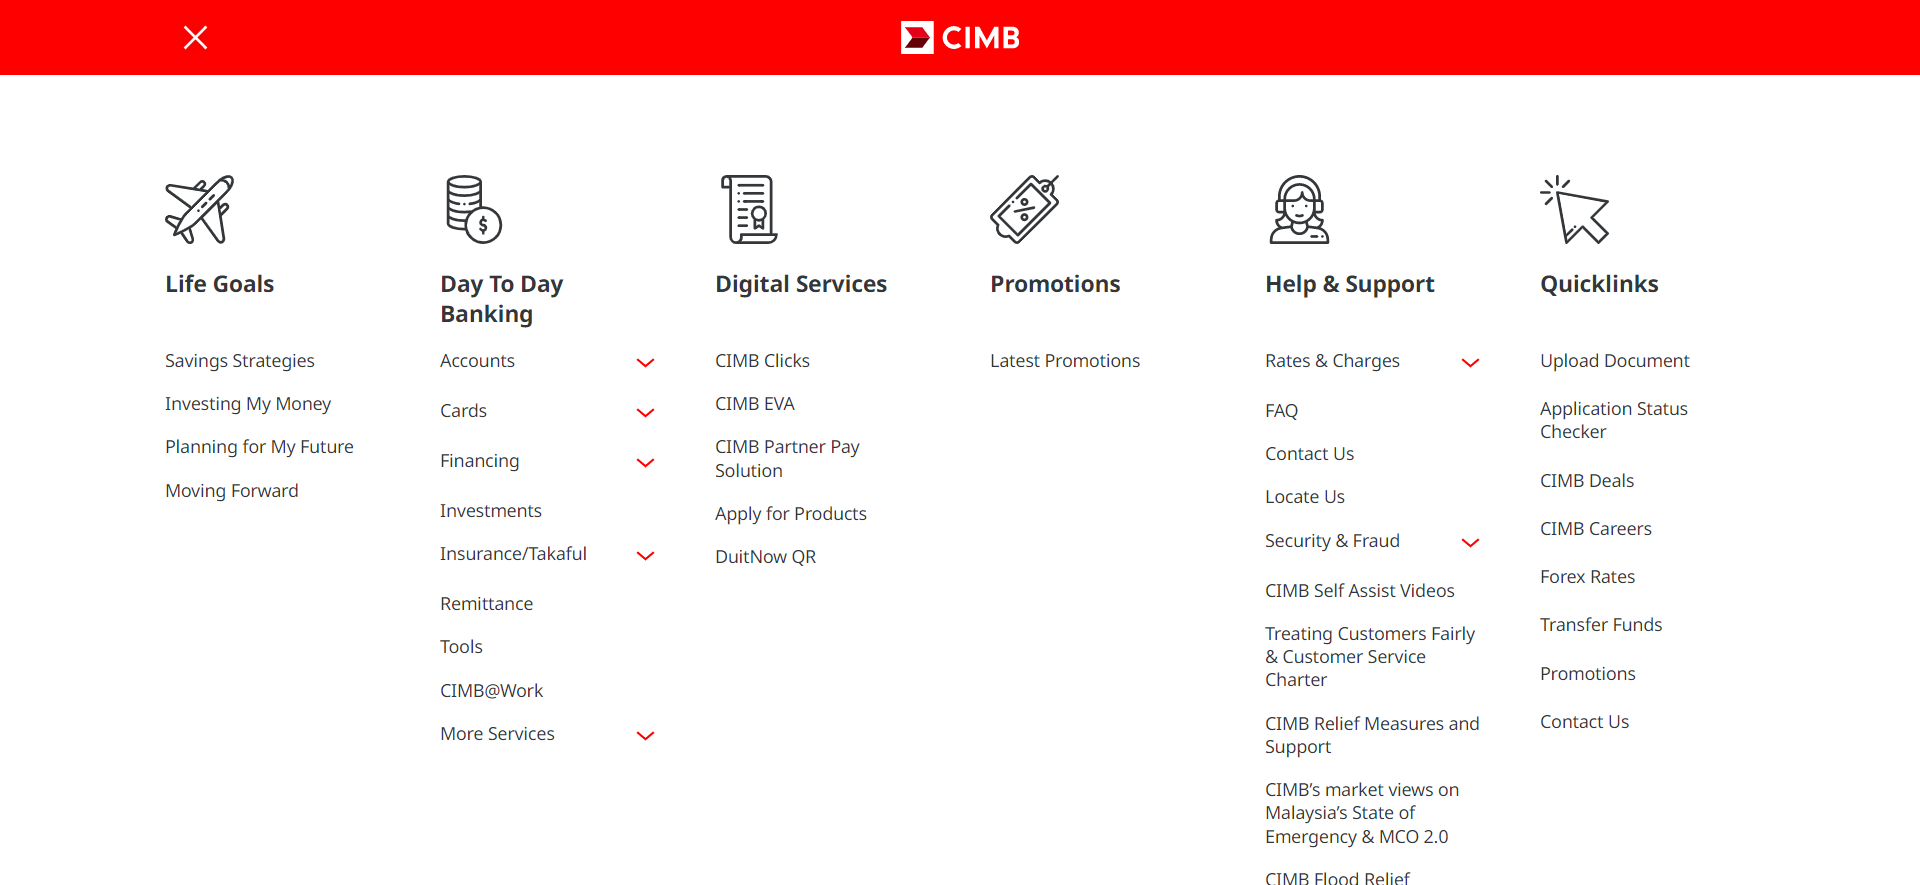 CIMB
Life Goals
Savings Strategies
Investing My Money
Planning for My Future
Moving Forward
$
Day To Day
Banking
Accounts
Cards
Financing
Investments
Insurance/Takaful
Remittance
Tools
CIMB@Work
More Services
Digital Services
CIMB Clicks
CIMB EVA
CIMB Partner Pay
Solution
Apply for Products
DuitNow QR
%
Promotions
Latest Promotions
Help & Support
Rates & Charges
FAQ
Contact Us
Locate Us
Security & Fraud
CIMB Self Assist Videos
Treating Customers Fairly
& Customer Service
Charter
CIMB Relief Measures and
Support
CIMB’s market views on
Malaysia’s State of
Emergency & MCO 2.0
CIMB Flood Relief
Quicklinks
Upload Document
Application Status
Checker
CIMB Deals
CIMB Careers
Forex Rates
Transfer Funds
Promotions
Contact Us